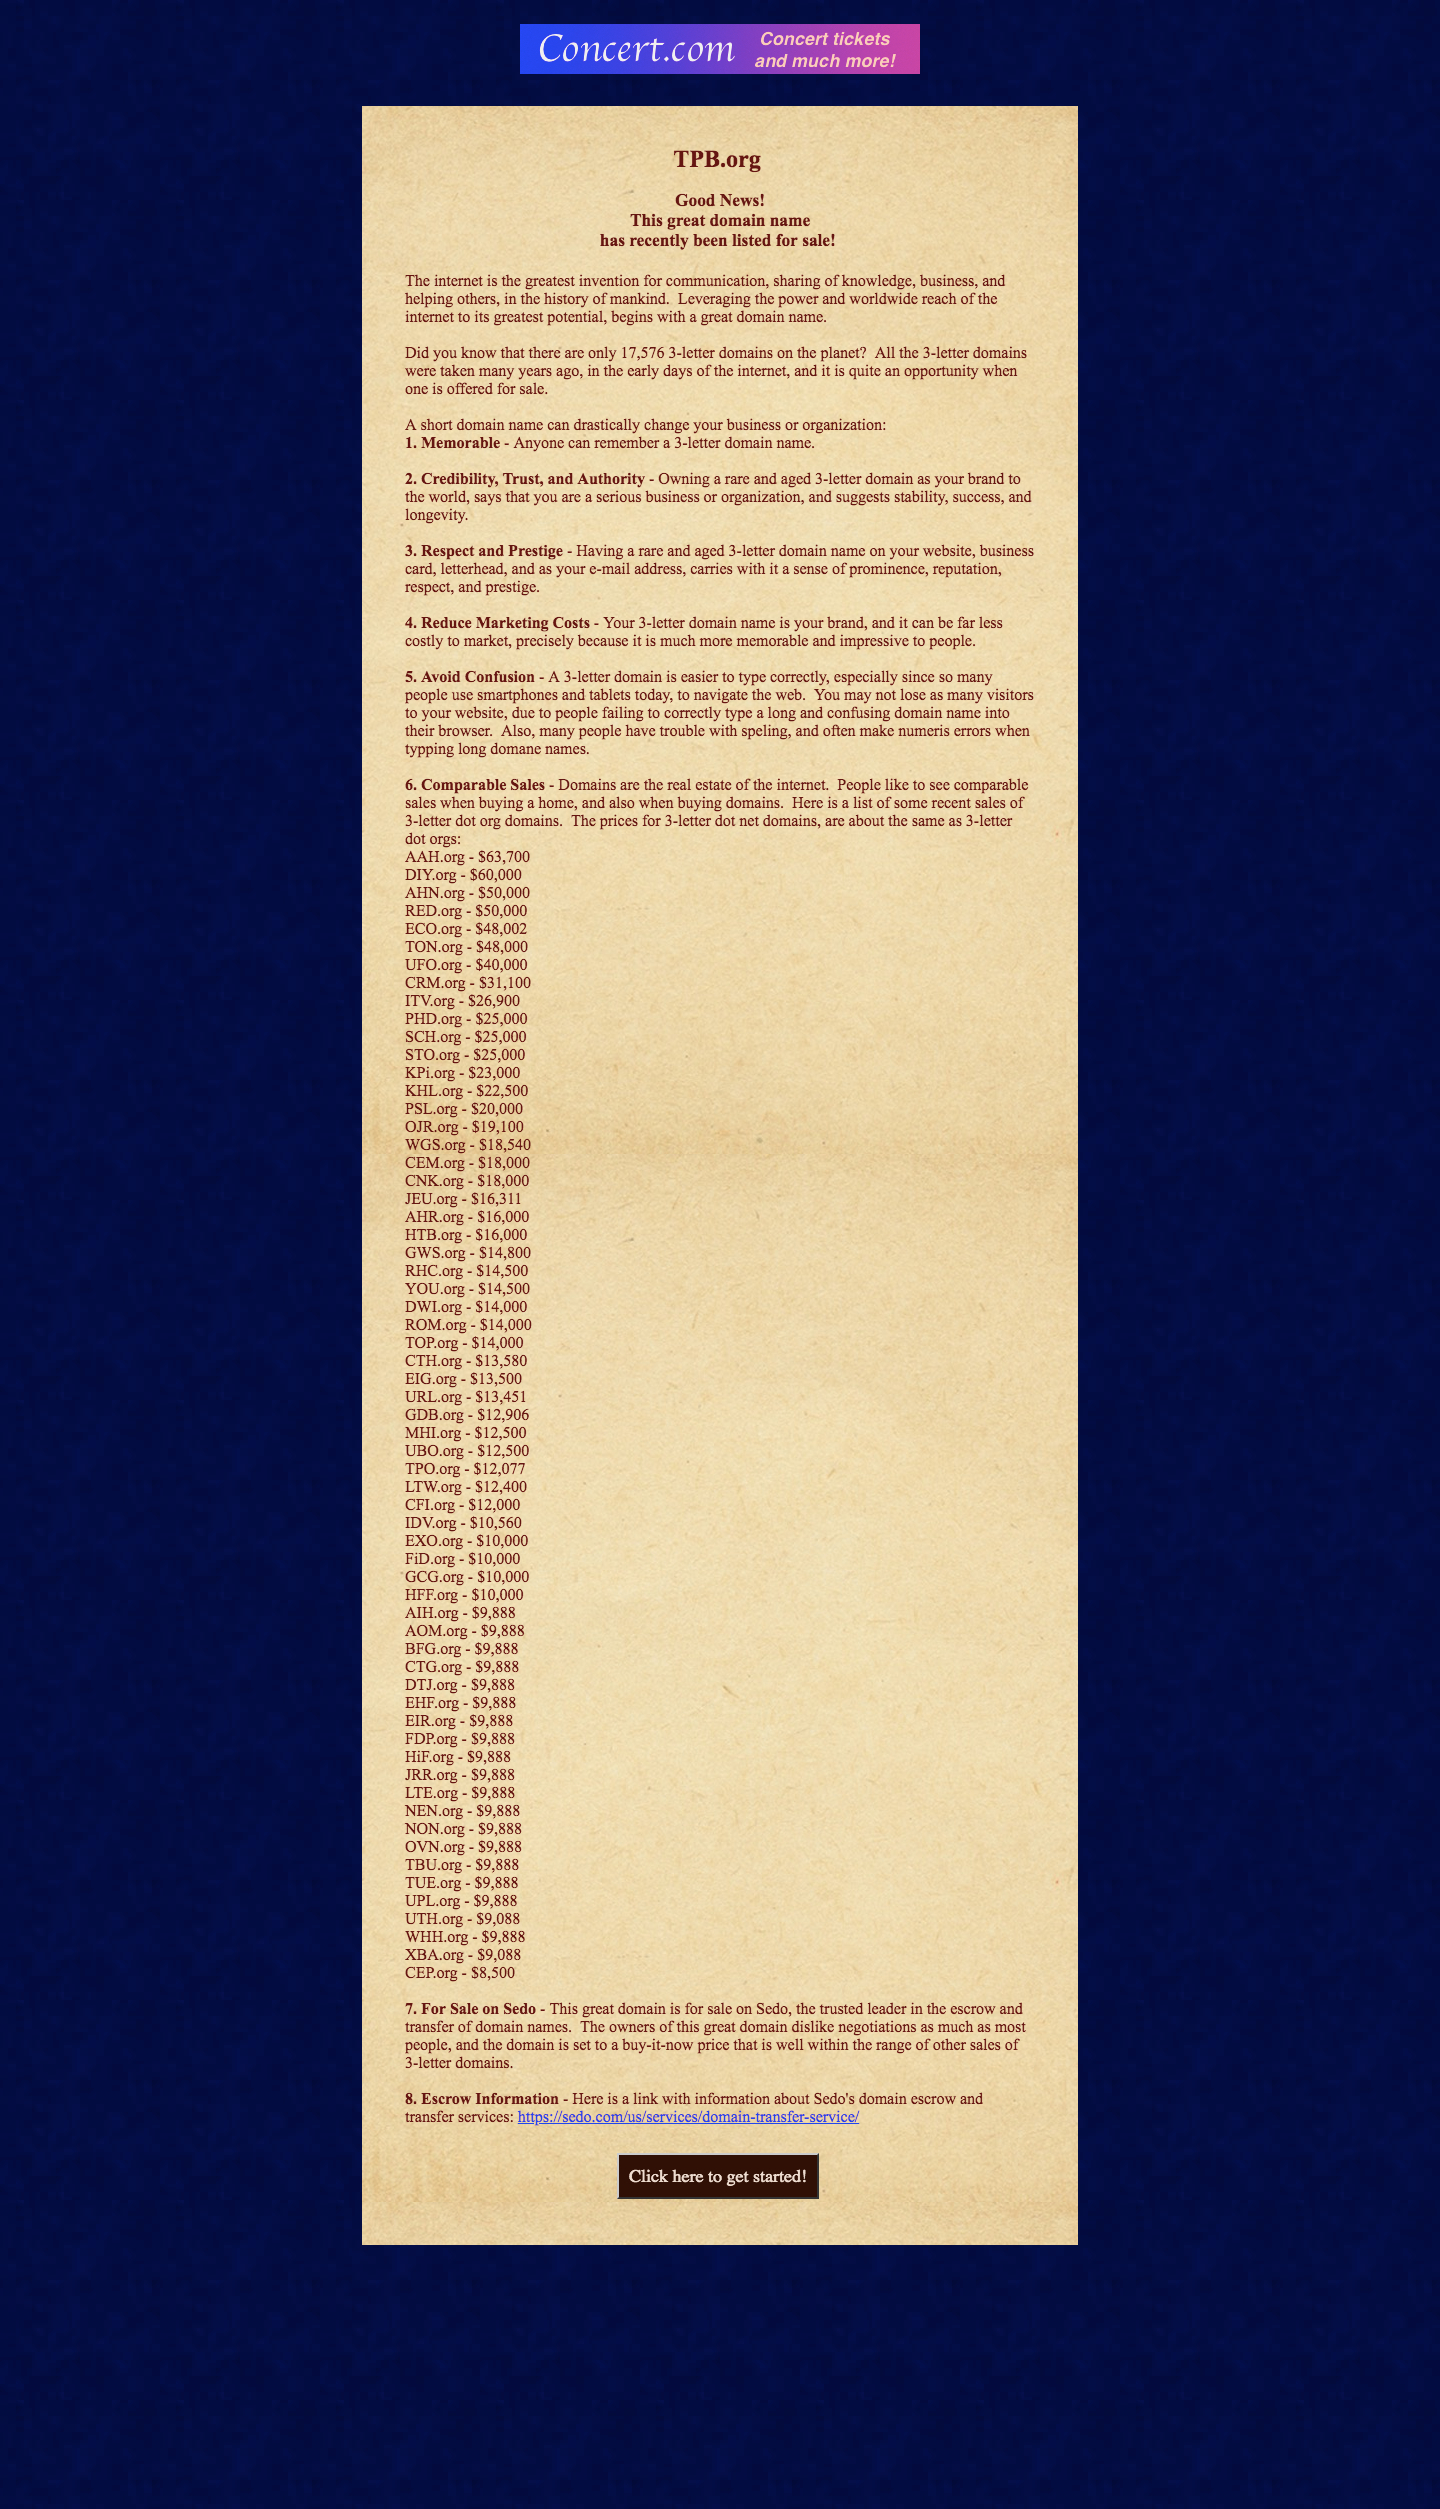 Concert.com
Concert tickets
and much more!
TPB.org
Good News!
This great domain name
has recently been listed for sale!
The internet is the greatest invention for communication, sharing of knowledge, business, and
helping others, in the history of mankind.  Leveraging the power and worldwide reach of the
internet to its greatest potential, begins with a great domain name.
Did you know that there are only 17,576 3-letter domains on the planet?  All the 3-letter domains
were taken many years ago, in the early days of the internet, and it is quite an opportunity when
one is offered for sale.
A short domain name can drastically change your business or organization:
1. Memorable - Anyone can remember a 3-letter domain name.
2. Credibility, Trust, and Authority - Owning a rare and aged 3-letter domain as your brand to
the world, says that you are a serious business or organization, and suggests stability, success, and
longevity.
3. Respect and Prestige - Having a rare and aged 3-letter domain name on your website, business
card, letterhead, and as your e-mail address, carries with it a sense of prominence, reputation,
respect, and prestige.
4. Reduce Marketing Costs - Your 3-letter domain name is your brand, and it can be far less
costly to market, precisely because it is much more memorable and impressive to people.
5. Avoid Confusion - A 3-letter domain is easier to type correctly, especially since so many
people use smartphones and tablets today, to navigate the web.  You may not lose as many visitors
to your website, due to people failing to correctly type a long and confusing domain name into
their browser.  Also, many people have trouble with speling, and often make numeris errors when
typping long domane names.
6. Comparable Sales - Domains are the real estate of the internet.  People like to see comparable
sales when buying a home, and also when buying domains.  Here is a list of some recent sales of
3-letter dot org domains.  The prices for 3-letter dot net domains, are about the same as 3-letter
dot orgs:
AAH.org - $63,700
DIY.org - $60,000
AHN.org - $50,000
RED.org - $50,000
ECO.org - $48,002
TON.org - $48,000
UFO.org - $40,000
CRM.org - $31,100
ITV.org - $26,900
PHD.org - $25,000
SCH.org - $25,000
STO.org - $25,000
KPi.org - $23,000
KHL.org - $22,500
PSL.org - $20,000
OJR.org - $19,100
WGS.org - $18,540
CEM.org - $18,000
CNK.org - $18,000
JEU.org - $16,311
AHR.org - $16,000
HTB.org - $16,000
GWS.org - $14,800
RHC.org - $14,500
YOU.org - $14,500
DWI.org - $14,000
ROM.org - $14,000
TOP.org - $14,000
CTH.org - $13,580
EIG.org - $13,500
URL.org - $13,451
GDB.org - $12,906
MHI.org - $12,500
UBO.org - $12,500
TPO.org - $12,077
LTW.org - $12,400
CFI.org - $12,000
IDV.org - $10,560
EXO.org - $10,000
FiD.org - $10,000
GCG.org - $10,000
HFF.org - $10,000
AIH.org - $9,888
AOM.org - $9,888
BFG.org - $9,888
CTG.org - $9,888
DTJ.org - $9,888
EHF.org - $9,888
EIR.org - $9,888
FDP.org - $9,888
HiF.org - $9,888
JRR.org - $9,888
LTE.org - $9,888
NEN.org - $9,888
NON.org - $9,888
OVN.org - $9,888
TBU.org - $9,888
TUE.org - $9,888
UPL.org - $9,888
UTH.org - $9,088
WHH.org - $9,888
XBA.org - $9,088
CEP.org - $8,500
7. For Sale on Sedo - This great domain is for sale on Sedo, the trusted leader in the escrow and
transfer of domain names.  The owners of this great domain dislike negotiations as much as most
people, and the domain is set to a buy-it-now price that is well within the range of other sales of
3-letter domains.
8. Escrow Information - Here is a link with information about Sedo's domain escrow and
transfer services: https://sedo.com/us/services/domain-transfer-service/
Click here to get started!